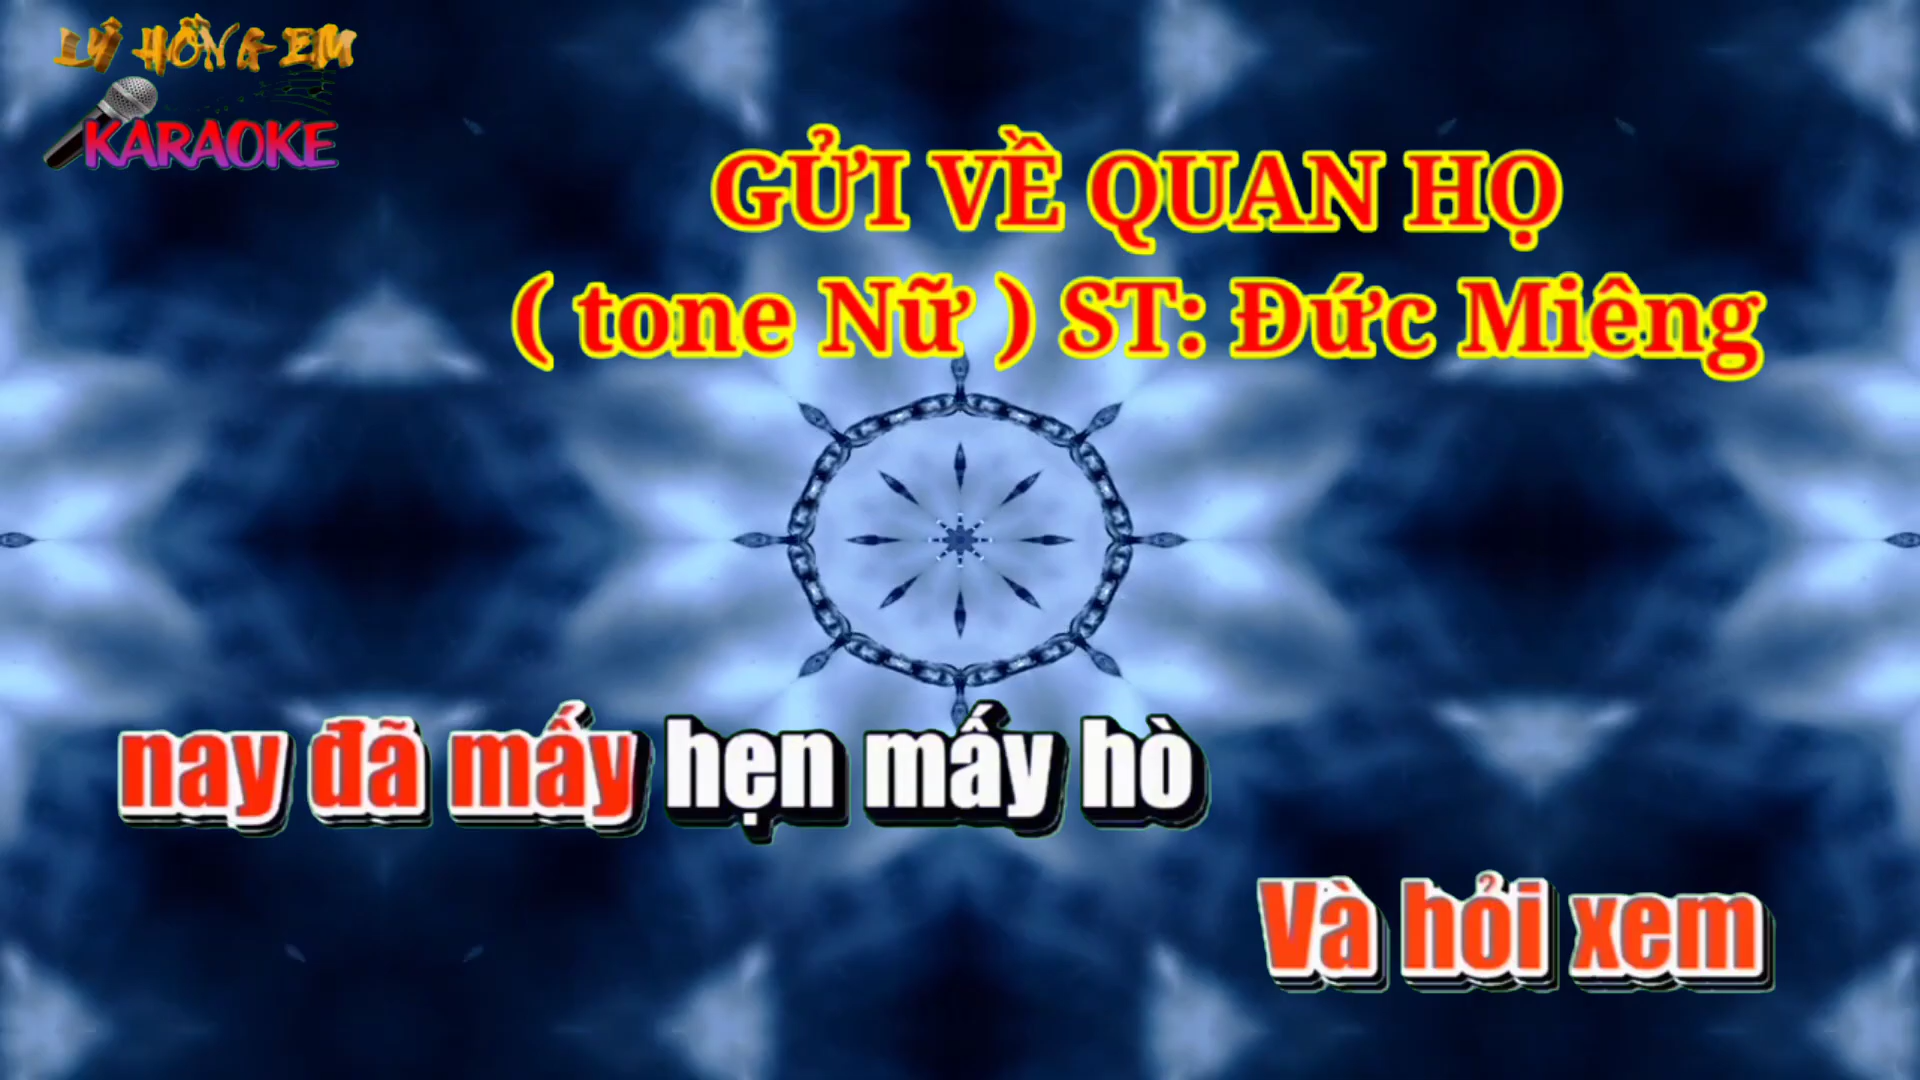 LÝ HỒNG EM
KARAOKE
GỬI VỀ QUAN HỌ
( tone Nữ ) ST: Đức Miêng
nay đã mấy hẹn mấy hò
Và hỏi xem